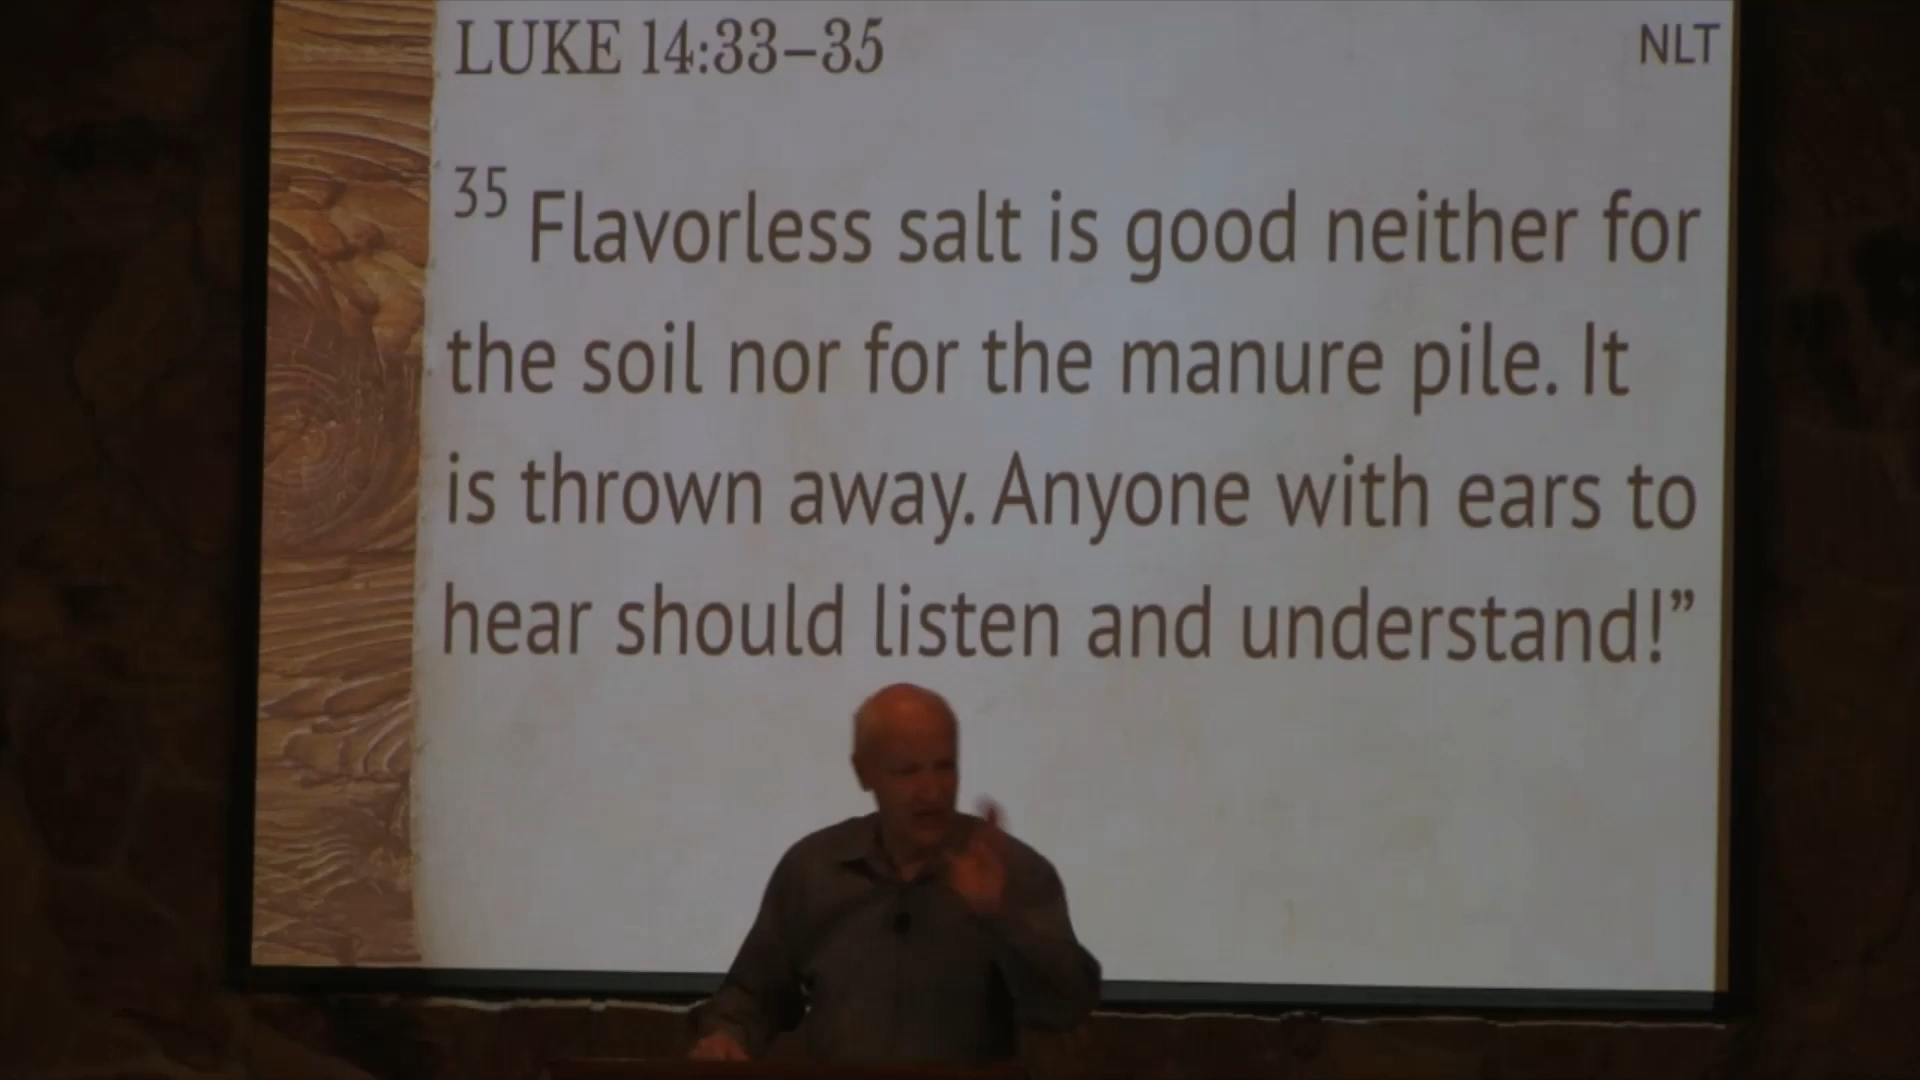 LUKE 14:33–35
NLT
35 Flavorless salt is good neither for
the soil nor for the manure pile. It
is thrown away. Anyone with ears to
hear should listen and understand!”